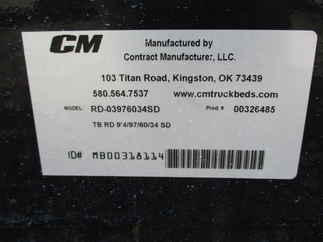 CM
Manufactured by
Contract Manufacturer, LLC.
103 Titan Road, Kingston, OK 73439
580.564.7537 www.cmtruckbeds.com
MODEL: RD-03976034SD Prod # 00326485
TB RD 9'4/97/60/34 SD
ID# MB00318114